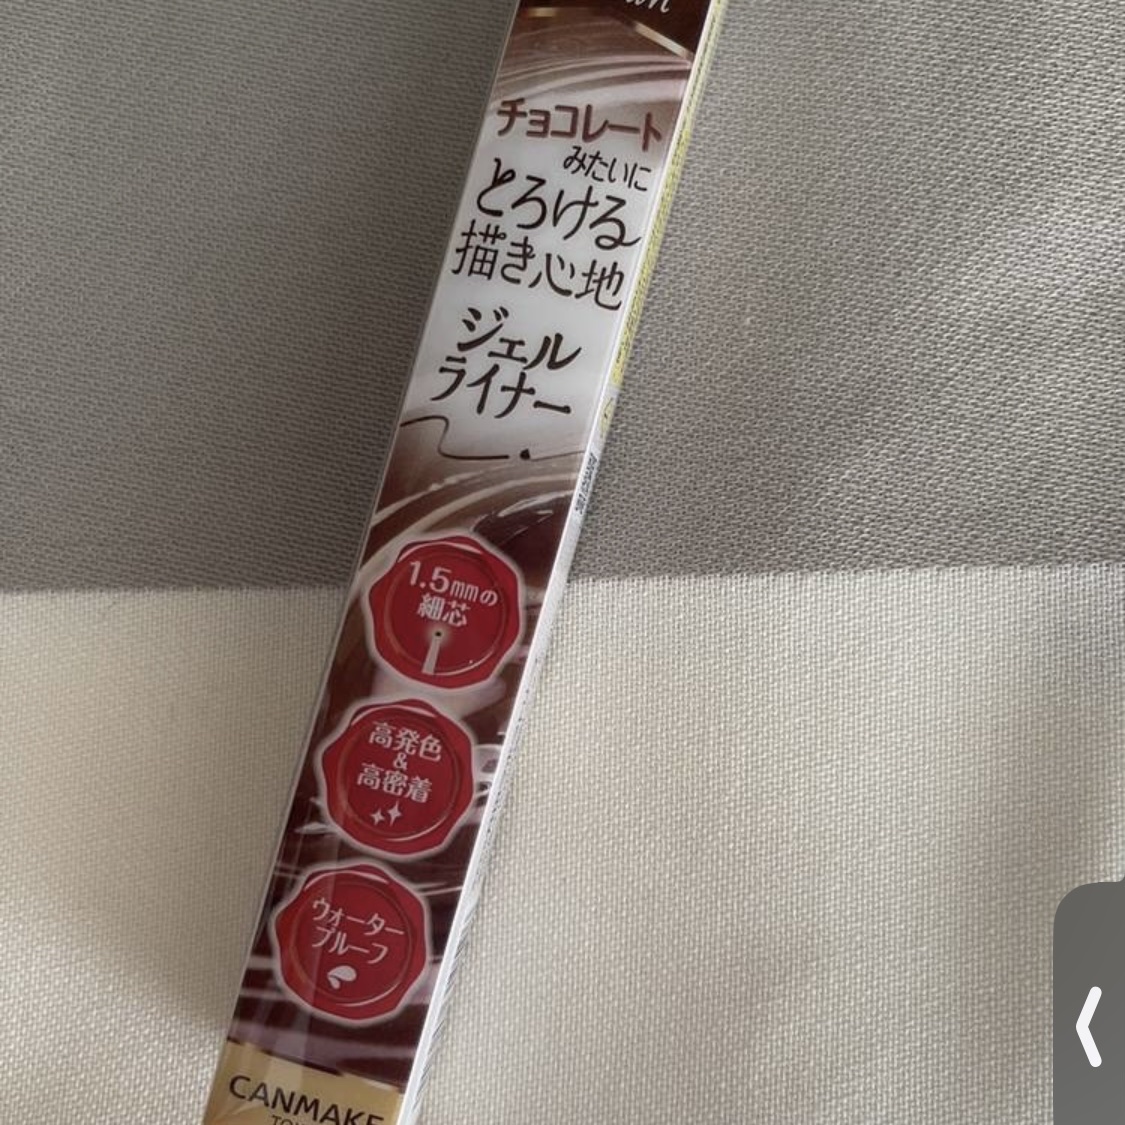 チョコレート
みたいに
とろける
描き心地
ジェル
ライナー
1.5mmの
細芯
高発色
&
高密着
ウォーター
プルーフ
CANMAKE